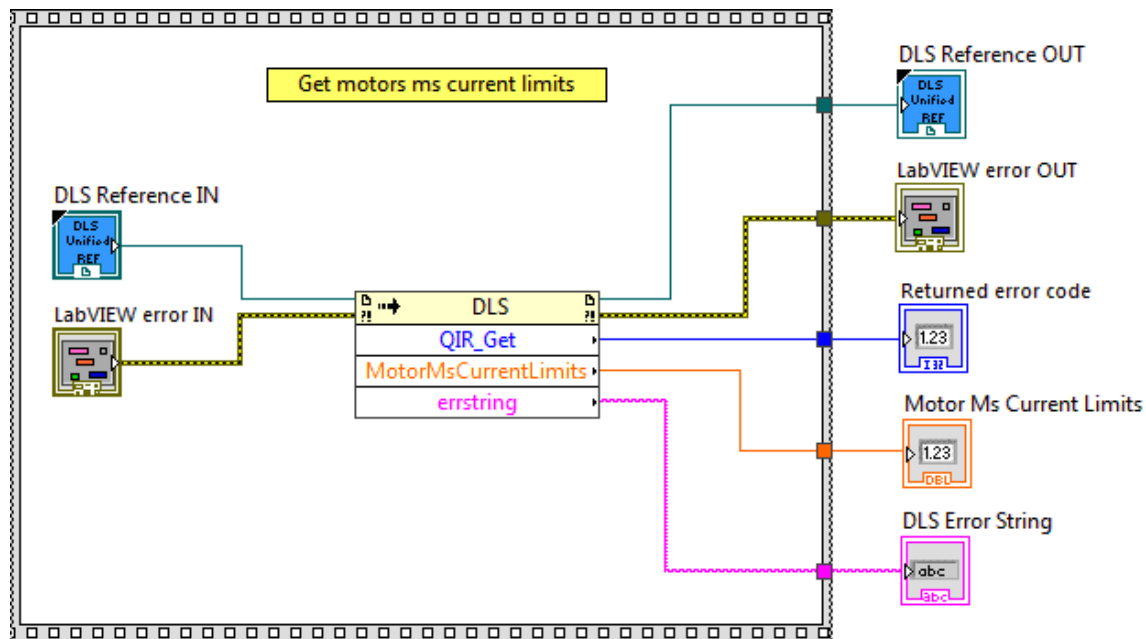 Get motors ms current limits
DLS Reference IN
DLS
Unified
REF
LabVIEW error IN
?!
DLS
?!
QIR_Get
MotorMsCurrentLimits
errstring
DLS Reference OUT
DLS
Unified
REF
LabVIEW error OUT
Returned error code
1.23
I32
Motor Ms Current Limits
1.23
DBL
DLS Error String
abc
abc